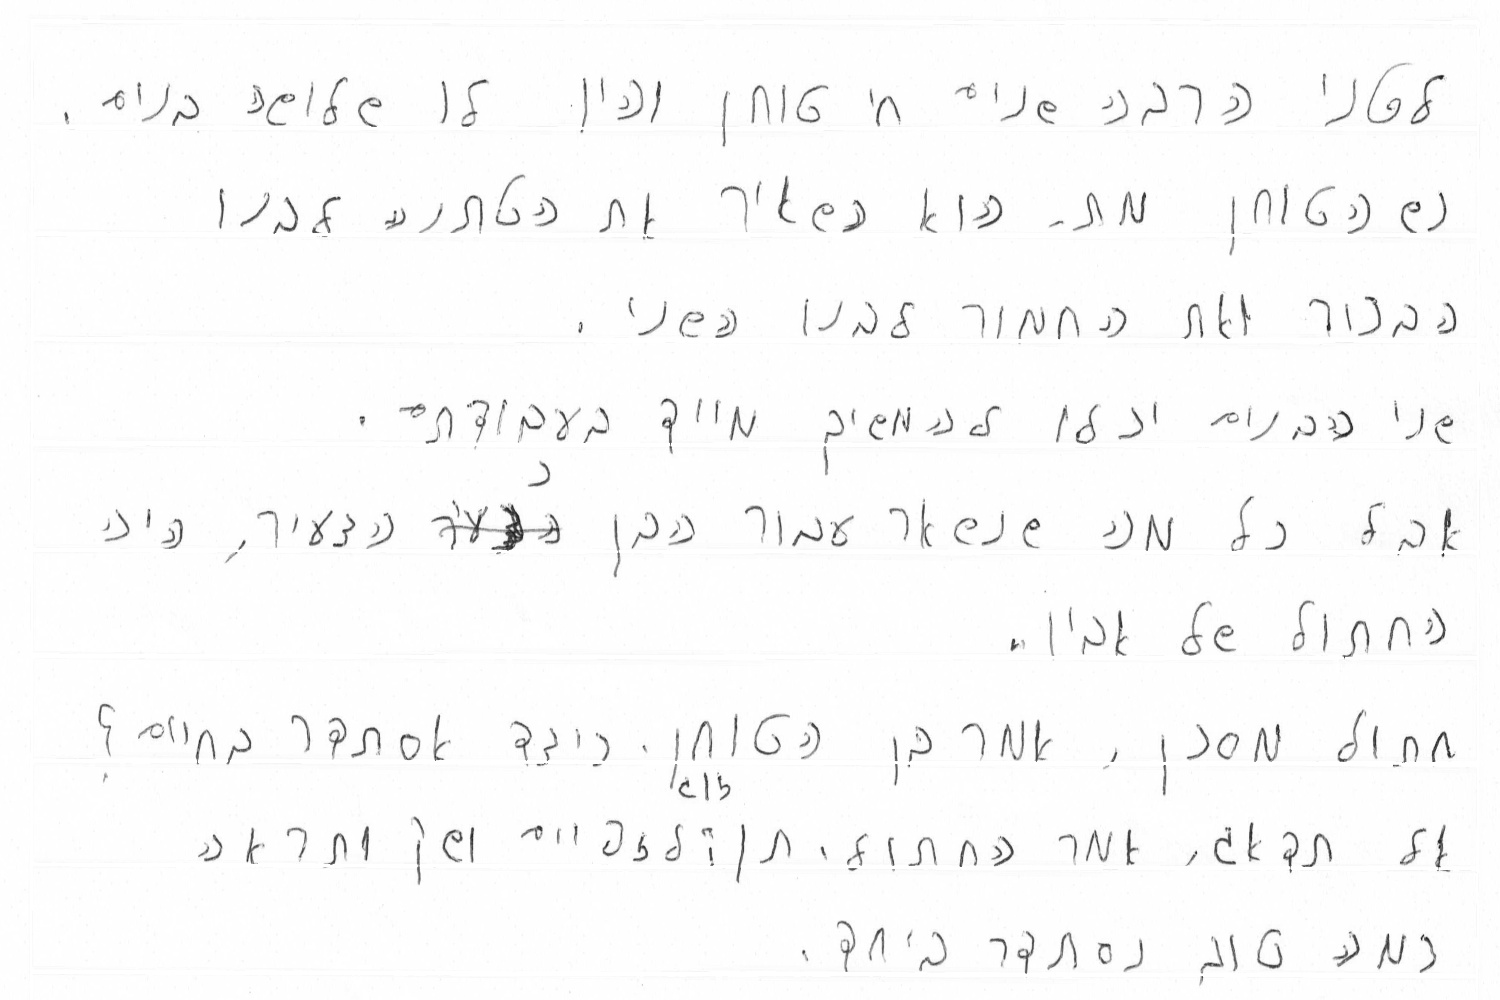 לפני הרבה שנים חי טוחן והיו לו שלושה בנים.
כש הטוחן מת. הוא השאיר את הטחנה לבנו
הבכור ואת החמור לבנו השני.
שני הבנים יכלו להמשיך מייד בעבודתם.
אבל כל מה שנשאר עבור הבן הצעיר, היה
החתול של אביו..
חתול מסכן, אמר בן הטוחן. כיצד אסתדר בחיים?
אל תדאג, אמר החתול. תן לי זוג מגפיים ושק ותראה
כמה טוב נסתדר ביחד.